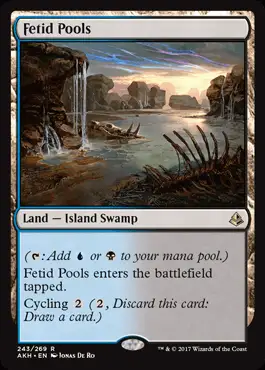 Fetid Pools
Land — Island Swamp
(: Add or to your mana pool.)
Fetid Pools enters the battlefield
tapped.
Cycling 2 (2, Discard this card:
Draw a card.)
243/269 R
AKH • EN Jonas De Ro
™ & © 2017 Wizards of the Coast